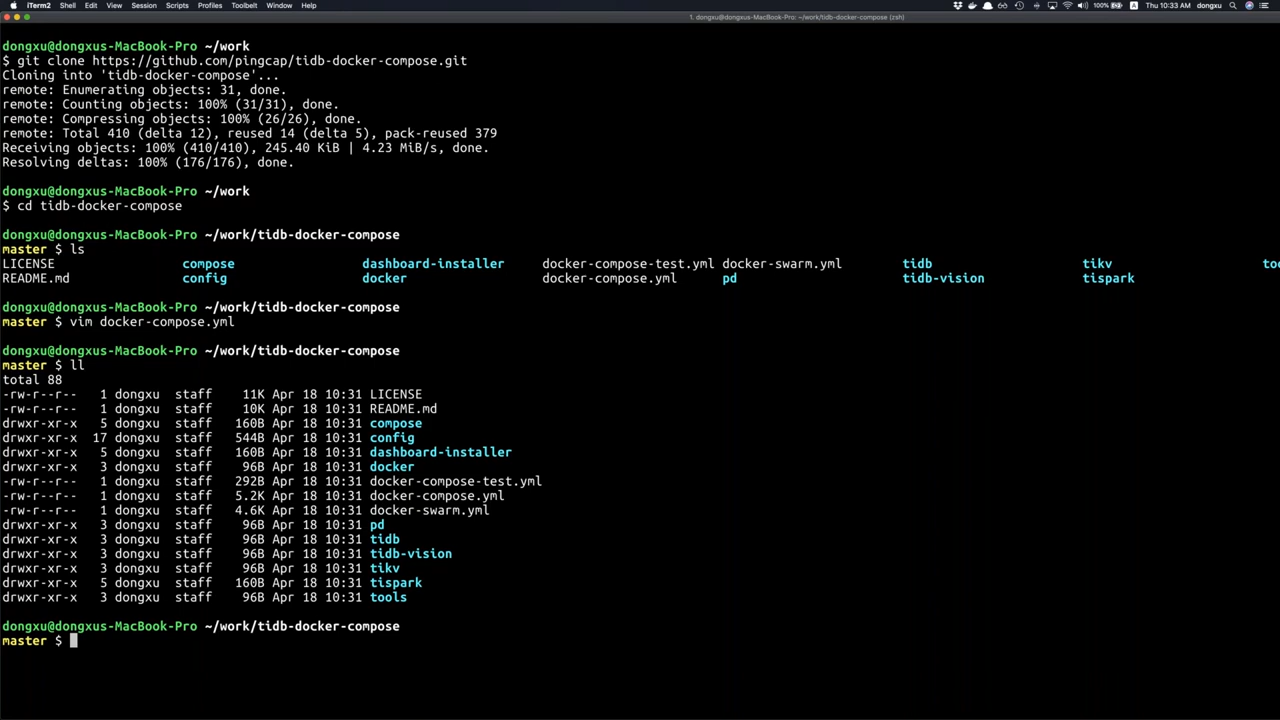 iTerm2 Shell Edit View Session Scripts Profiles Toolbelt Window Help 100% Thu 10:33 AM dongxu
1. dongxu@dongxus-MacBook-Pro: ~/work/tidb-docker-compose (zsh)
dongxu@dongxus-MacBook-Pro ~/work
$ git clone https://github.com/pingcap/tidb-docker-compose.git
Cloning into 'tidb-docker-compose'...
remote: Enumerating objects: 31, done.
remote: Counting objects: 100% (31/31), done.
remote: Compressing objects: 100% (26/26), done.
remote: Total 410 (delta 12), reused 14 (delta 5), pack-reused 379
Receiving objects: 100% (410/410), 245.40 KiB | 4.23 MiB/s, done.
Resolving deltas: 100% (176/176), done.
dongxu@dongxus-MacBook-Pro ~/work
$ cd tidb-docker-compose
dongxu@dongxus-MacBook-Pro ~/work/tidb-docker-compose
master $ ls
LICENSE compose dashboard-installer docker-compose-test.yml docker-swarm.yml tidb tikv too
README.md config docker docker-compose.yml pd tidb-vision tispark
dongxu@dongxus-MacBook-Pro ~/work/tidb-docker-compose
master $ vim docker-compose.yml
dongxu@dongxus-MacBook-Pro ~/work/tidb-docker-compose
master $ ll
total 88
-rw-r--r-- 1 dongxu staff 11K Apr 18 10:31 LICENSE
-rw-r--r-- 1 dongxu staff 10K Apr 18 10:31 README.md
drwxr-xr-x 5 dongxu staff 160B Apr 18 10:31 compose
drwxr-xr-x 17 dongxu staff 544B Apr 18 10:31 config
drwxr-xr-x 5 dongxu staff 160B Apr 18 10:31 dashboard-installer
drwxr-xr-x 3 dongxu staff 96B Apr 18 10:31 docker
-rw-r--r-- 1 dongxu staff 292B Apr 18 10:31 docker-compose-test.yml
-rw-r--r-- 1 dongxu staff 5.2K Apr 18 10:31 docker-compose.yml
-rw-r--r-- 1 dongxu staff 4.6K Apr 18 10:31 docker-swarm.yml
drwxr-xr-x 3 dongxu staff 96B Apr 18 10:31 pd
drwxr-xr-x 3 dongxu staff 96B Apr 18 10:31 tidb
drwxr-xr-x 3 dongxu staff 96B Apr 18 10:31 tidb-vision
drwxr-xr-x 3 dongxu staff 96B Apr 18 10:31 tikv
drwxr-xr-x 5 dongxu staff 160B Apr 18 10:31 tispark
drwxr-xr-x 3 dongxu staff 96B Apr 18 10:31 tools
dongxu@dongxus-MacBook-Pro ~/work/tidb-docker-compose
master $